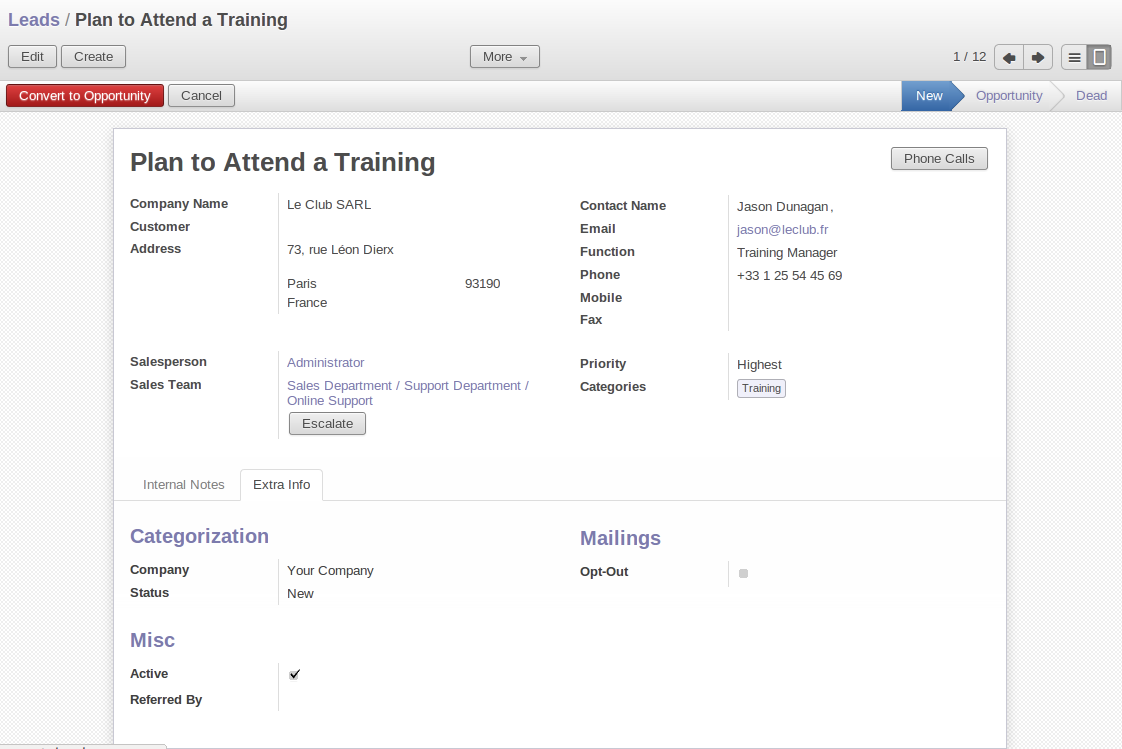 Leads / Plan to Attend a Training
Edit Create More 1 / 12
Convert to Opportunity Cancel New Opportunity Dead
Plan to Attend a Training
Phone Calls
Company Name Le Club SARL
Customer
Address 73, rue Léon Dierx
Paris 93190
France
Contact Name Jason Dunagan ,
Email jason@leclub.fr
Function Training Manager
Phone +33 1 25 54 45 69
Mobile
Fax
Salesperson Administrator
Sales Team Sales Department / Support Department /
Online Support
Escalate
Priority Highest
Categories Training
Internal Notes Extra Info
Categorization
Company Your Company
Status New
Mailings
Opt-Out
Misc
Active
Referred By